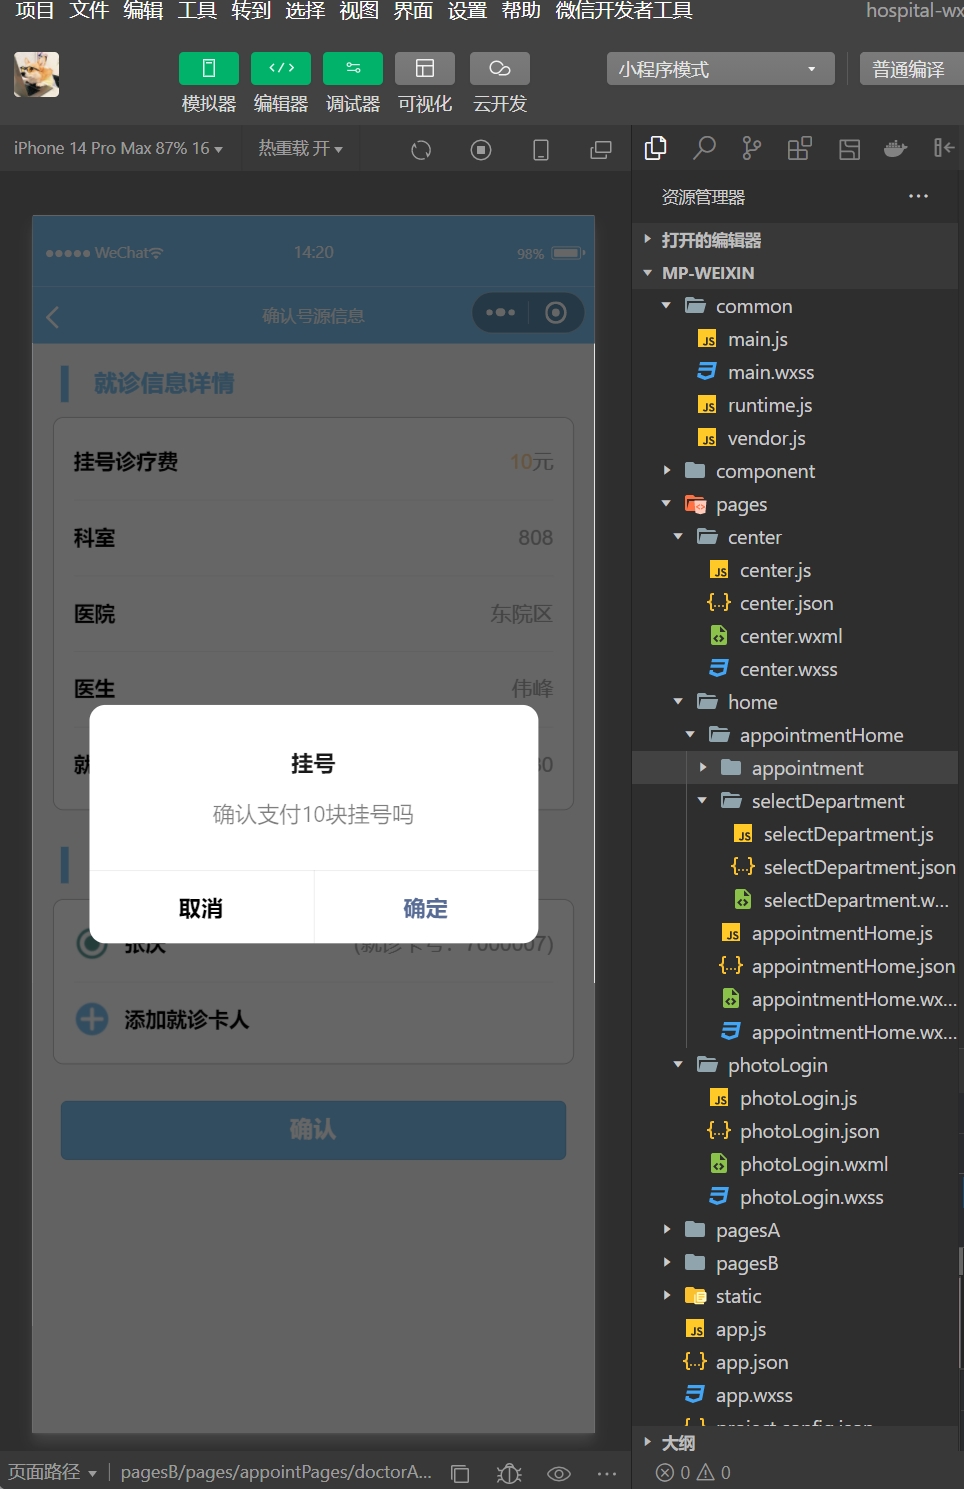 项目 文件 编辑 工具 转到 选择 视图 界面 设置 帮助 微信开发者工具 hospital-wx
模拟器 编辑器 调试器 可视化 云开发
小程序模式
普通编译
iPhone 14 Pro Max 87% 16
热重载 开
WeChat
14:20
98%
确认号源信息
就诊信息详情
挂号诊疗费
10元
科室
808
医院
东院区
医生
伟峰
就
挂号
确认支付10块挂号吗
取消
确定
添加就诊卡人
确认
页面路径
pagesB/pages/appointPages/doctorA...
资源管理器
打开的编辑器
MP-WEIXIN
common
main.js
main.wxss
runtime.js
vendor.js
component
pages
center
center.js
center.json
center.wxml
center.wxss
home
appointmentHome
appointment
selectDepartment
selectDepartment.js
selectDepartment.json
selectDepartment.w...
appointmentHome.js
appointmentHome.json
appointmentHome.wx...
appointmentHome.wx...
photoLogin
photoLogin.js
photoLogin.json
photoLogin.wxml
photoLogin.wxss
pagesA
pagesB
static
app.js
app.json
app.wxss
project.config.json
大纲
0
0